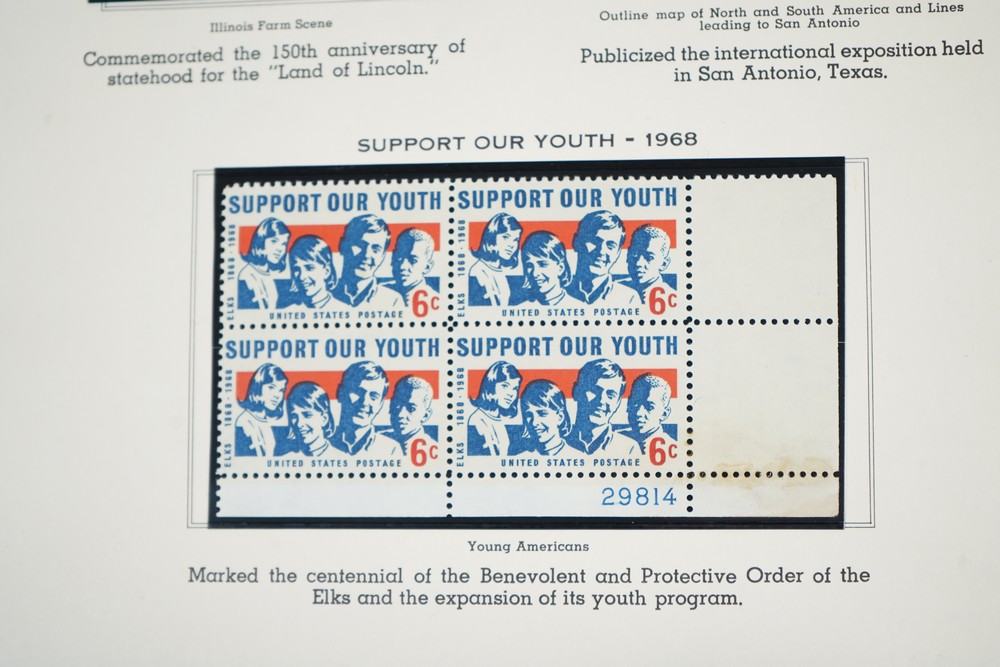 Illinois Farm Scene
Commemorated the 150th anniversary of
statehood for the "Land of Lincoln."
Outline map of North and South America and Lines
leading to San Antonio
Publicized the international exposition held
in San Antonio, Texas.
SUPPORT OUR YOUTH - 1968
SUPPORT OUR YOUTH
ELKS 1868-1968
6c
UNITED STATES POSTAGE
SUPPORT OUR YOUTH
ELKS 1868-1968
6c
UNITED STATES POSTAGE
SUPPORT OUR YOUTH
ELKS 1868-1968
6c
UNITED STATES POSTAGE
SUPPORT OUR YOUTH
ELKS 1868-1968
6c
UNITED STATES POSTAGE
29814
Young Americans
Marked the centennial of the Benevolent and Protective Order of the
Elks and the expansion of its youth program.